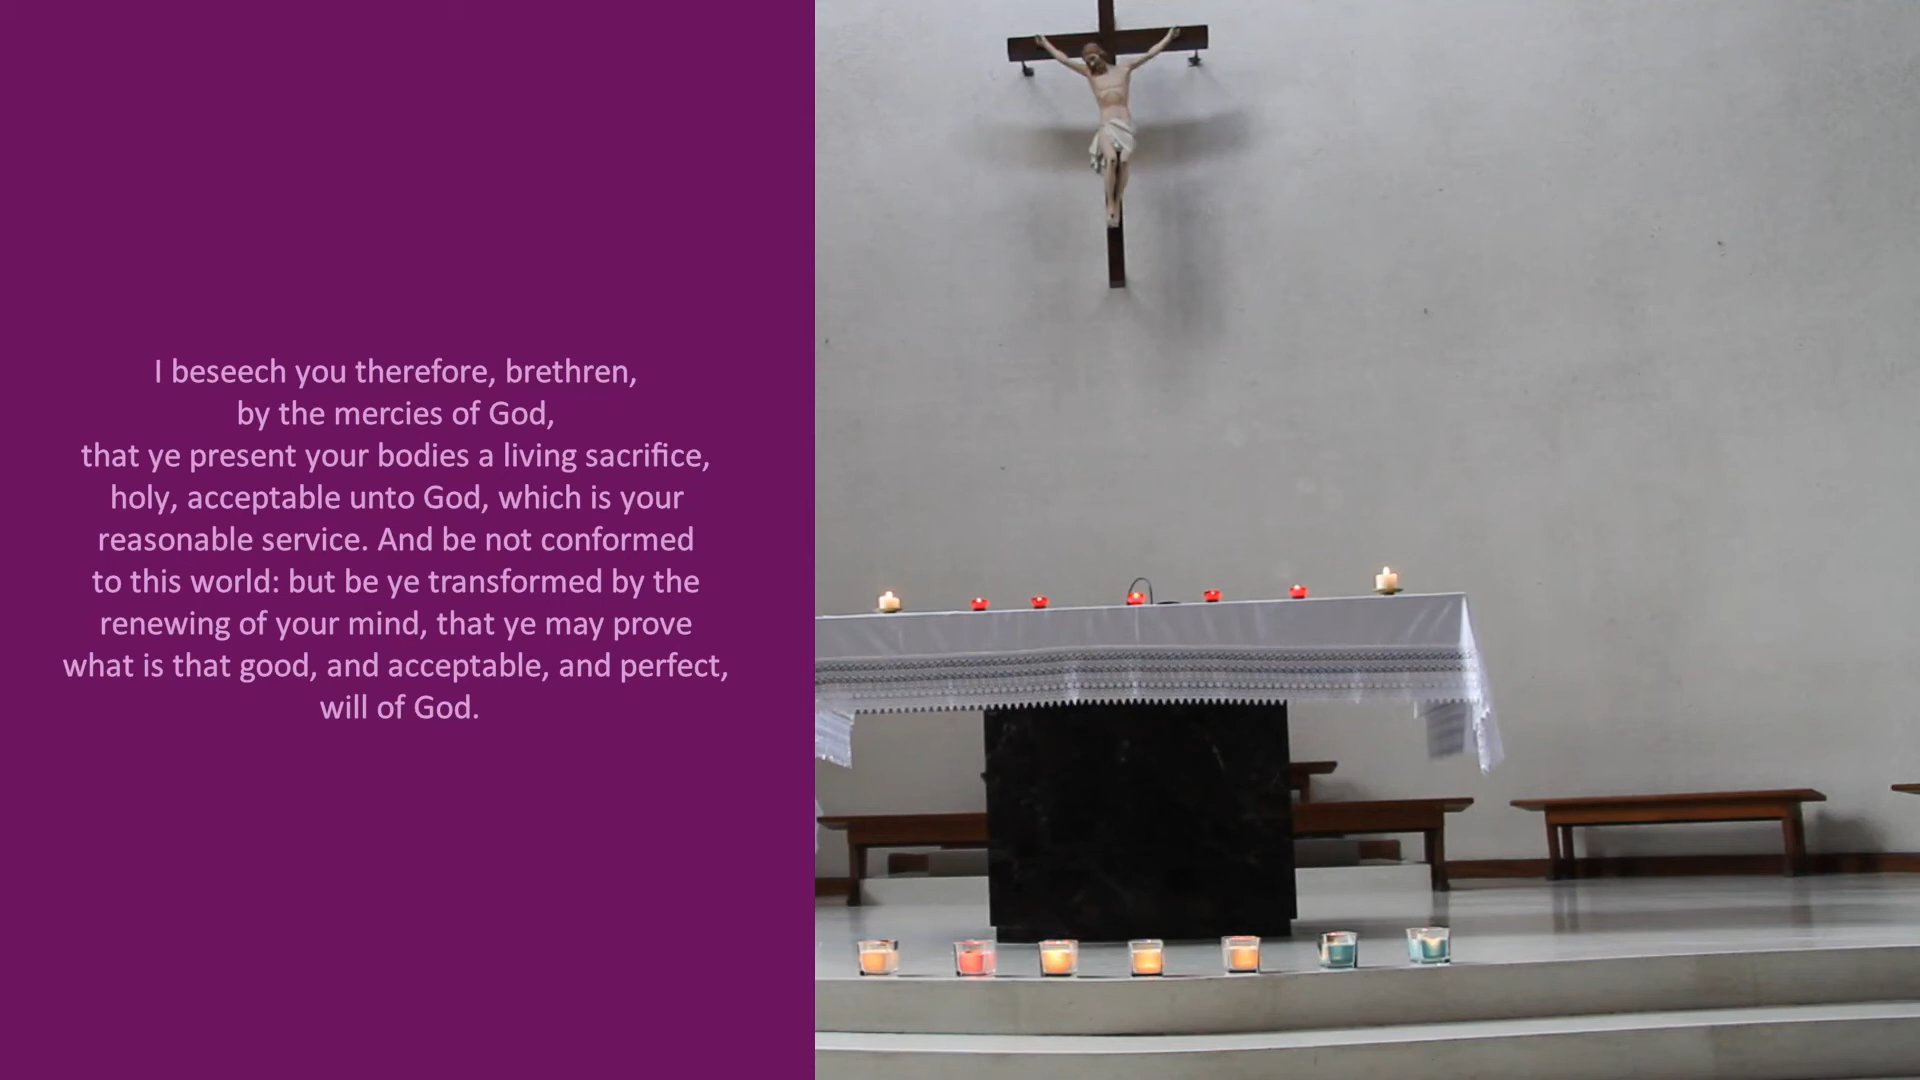 I beseech you therefore, brethren,
by the mercies of God,
that ye present your bodies a living sacrifice,
holy, acceptable unto God, which is your
reasonable service. And be not conformed
to this world: but be ye transformed by the
renewing of your mind, that ye may prove
what is that good, and acceptable, and perfect,
will of God.